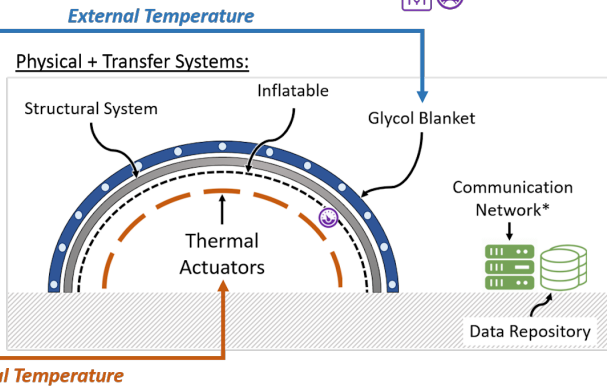 External Temperature
Physical + Transfer Systems:
Inflatable
Structural System
Glycol Blanket
Communication
Network*
Thermal
Actuators
Data Repository
Temperature